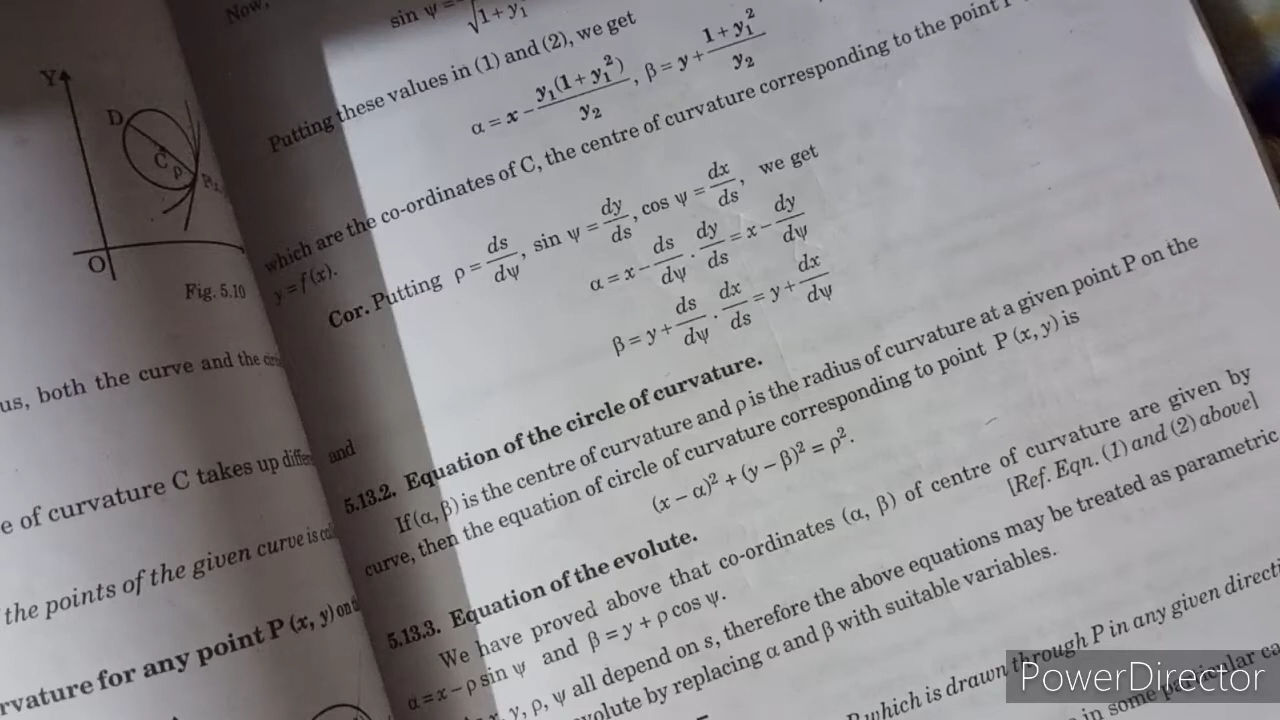 Now,
sin ψ = √1 + y₁
Putting these values in (1) and (2), we get
α = x − y₁(1 + y₁²)/y₂ , β = y + 1 + y₁²/y₂
which are the co-ordinates of C, the centre of curvature corresponding to the point
y = f(x).
Cor. Putting ρ = ds/dψ, sin ψ = dy/ds, cos ψ = dx/ds, we get
α = x − ds/dψ · dy/ds = x − dy/dψ
and
β = y + ds/dψ · dx/ds = y + dx/dψ
5.13.2. Equation of the circle of curvature.
If (α, β) is the centre of curvature and ρ is the radius of curvature at a given point P on the
curve, then the equation of circle of curvature corresponding to point P (x, y) is
(x − α)² + (y − β)² = ρ².
5.13.3. Equation of the evolute.
We have proved above that co-ordinates (α, β) of centre of curvature are given by
α = x − ρ sin ψ and β = y + ρ cos ψ.
[Ref. Eqn. (1) and (2) above]
y, ρ, ψ all depend on s, therefore the above equations may be treated as parametric
by replacing α and β with suitable variables.
which is drawn through P in any given
in some particular
Y
D
C
ρ
O
Fig. 5.10
both the curve and the
of curvature C takes up
the points of the given curve is
for any point P (x, y) on
PowerDirector